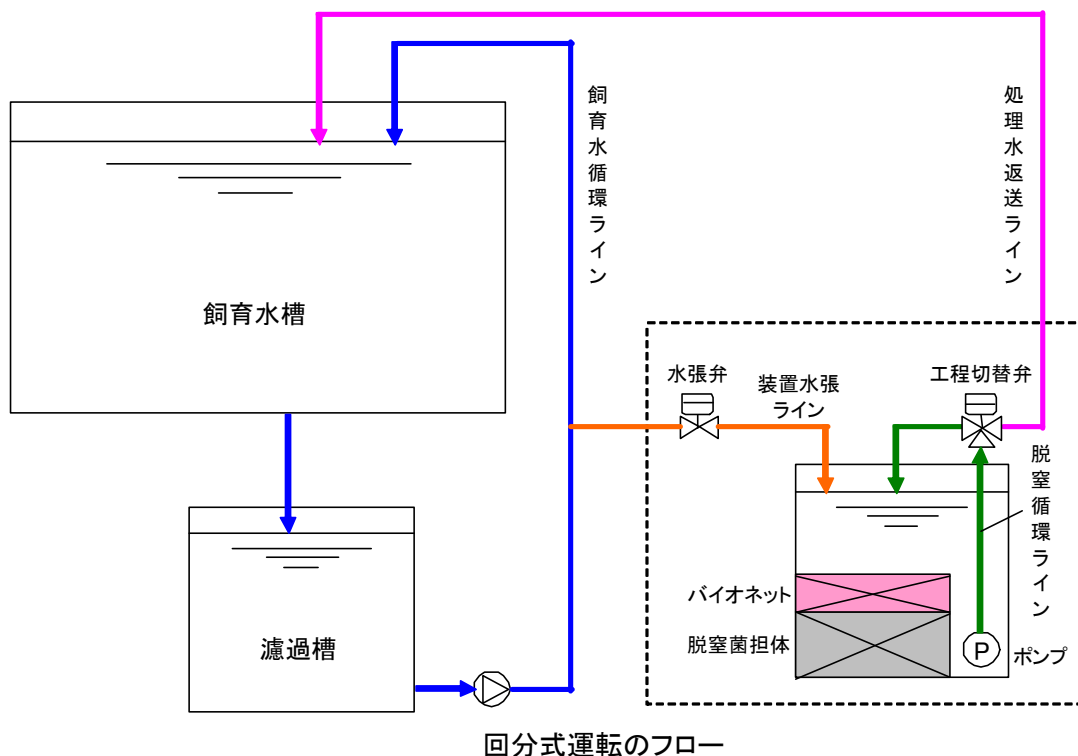 飼育水循環ライン
処理水返送ライン
飼育水槽
水張弁
装置水張
ライン
工程切替弁
脱窒循環ライン
バイオネット
脱窒菌担体
P
ポンプ
濾過槽
回分式運転のフロー